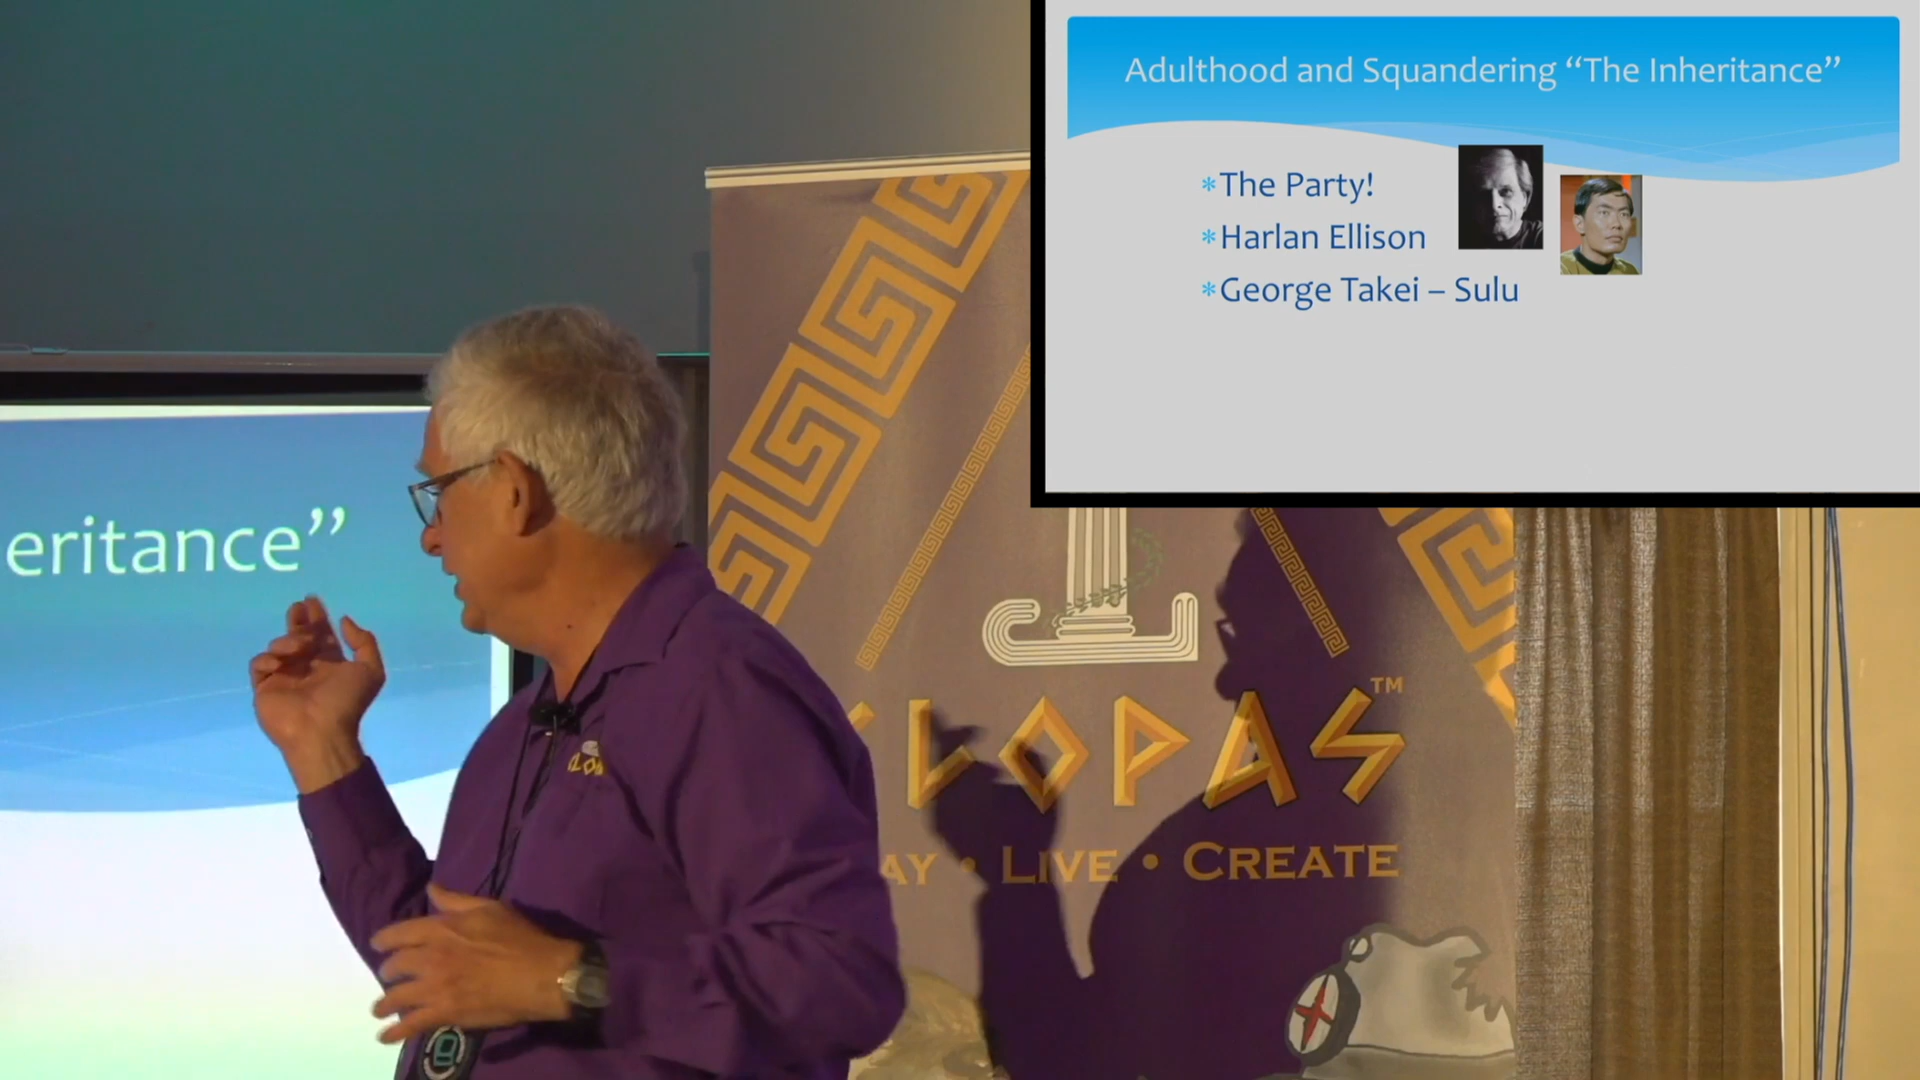 Adulthood and Squandering “The Inheritance”
*The Party!
*Harlan Ellison
*George Takei – Sulu
eritance”
LOPAS™
AY • LIVE • CREATE